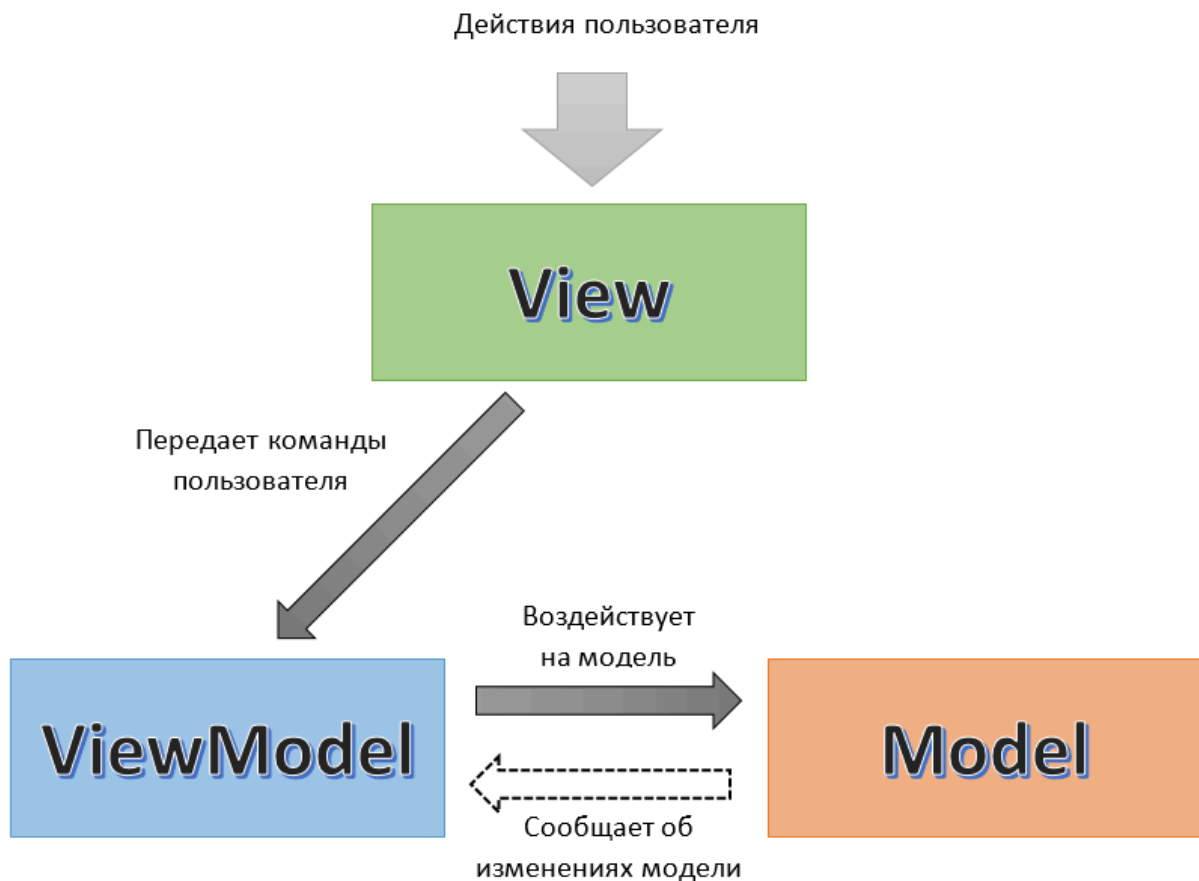 Действия пользователя
View
Передает команды
пользователя
Воздействует
на модель
ViewModel
Model
Сообщает об
изменениях модели